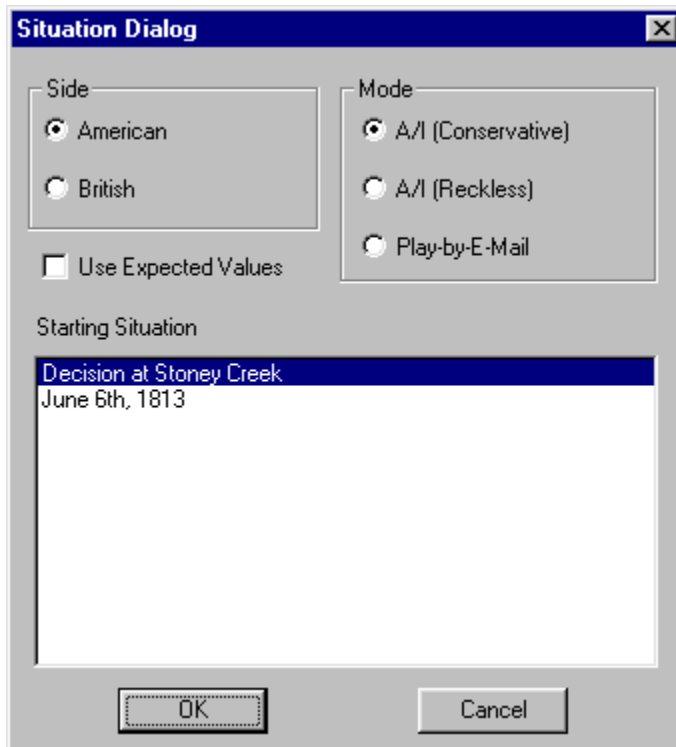 Situation Dialog
Side
American
British
Use Expected Values
Mode
A/I (Conservative)
A/I (Reckless)
Play-by-E-Mail
Starting Situation
Decision at Stoney Creek
June 6th, 1813
OK
Cancel